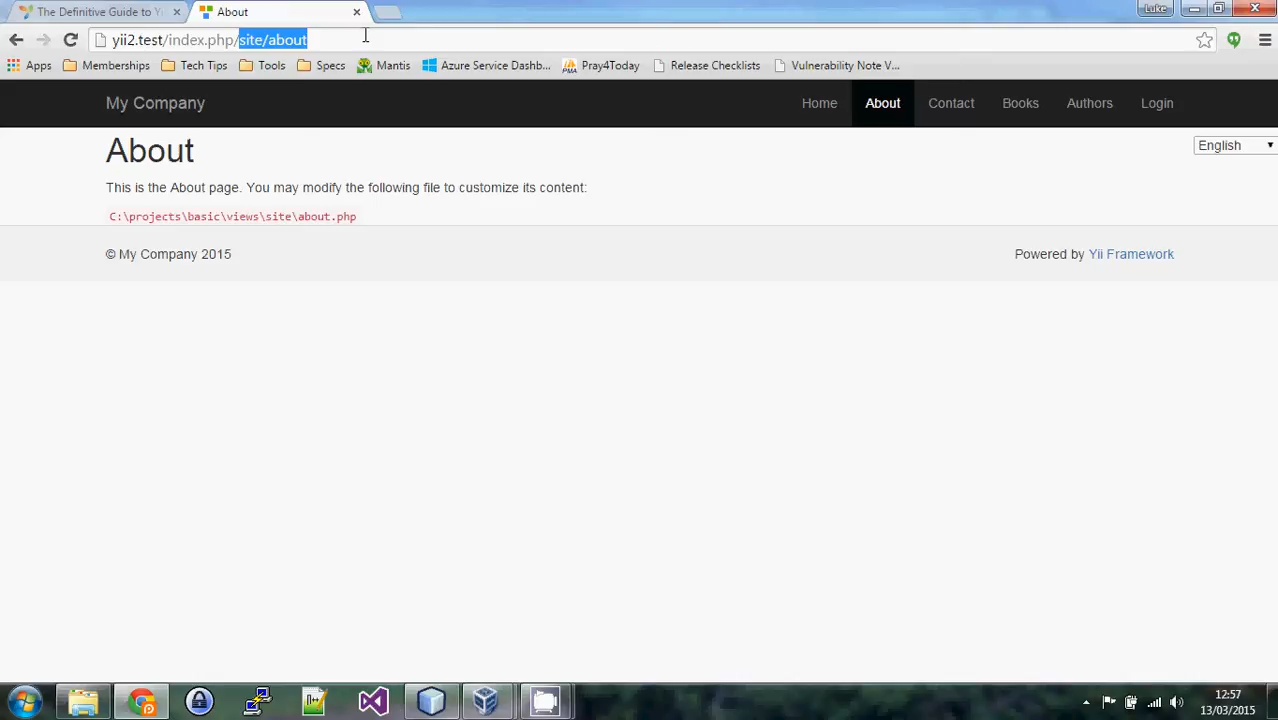 The Definitive Guide to Yi
About
Luke
yii2.test/index.php/site/about
Apps Memberships Tech Tips Tools Specs Mantis Azure Service Dashb... Pray4Today Release Checklists Vulnerability Note V...
My Company Home About Contact Books Authors Login
About
English
This is the About page. You may modify the following file to customize its content:
C:\projects\basic\views\site\about.php
© My Company 2015 Powered by Yii Framework
12:57
13/03/2015